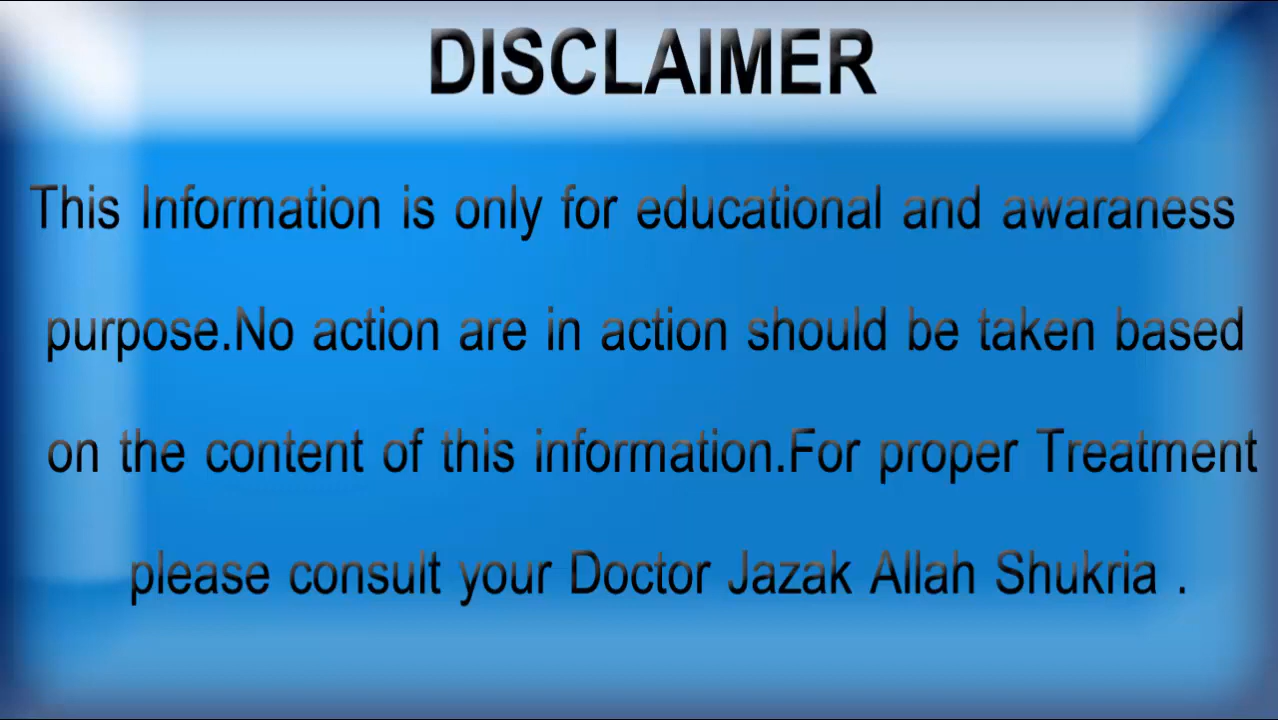 DISCLAIMER
This Information is only for educational and awaraness
purpose.No action are in action should be taken based
on the content of this information.For proper Treatment
please consult your Doctor Jazak Allah Shukria .